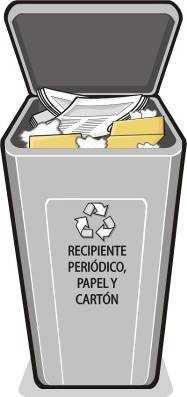 RECIPIENTE
PERIÓDICO,
PAPEL Y
CARTÓN